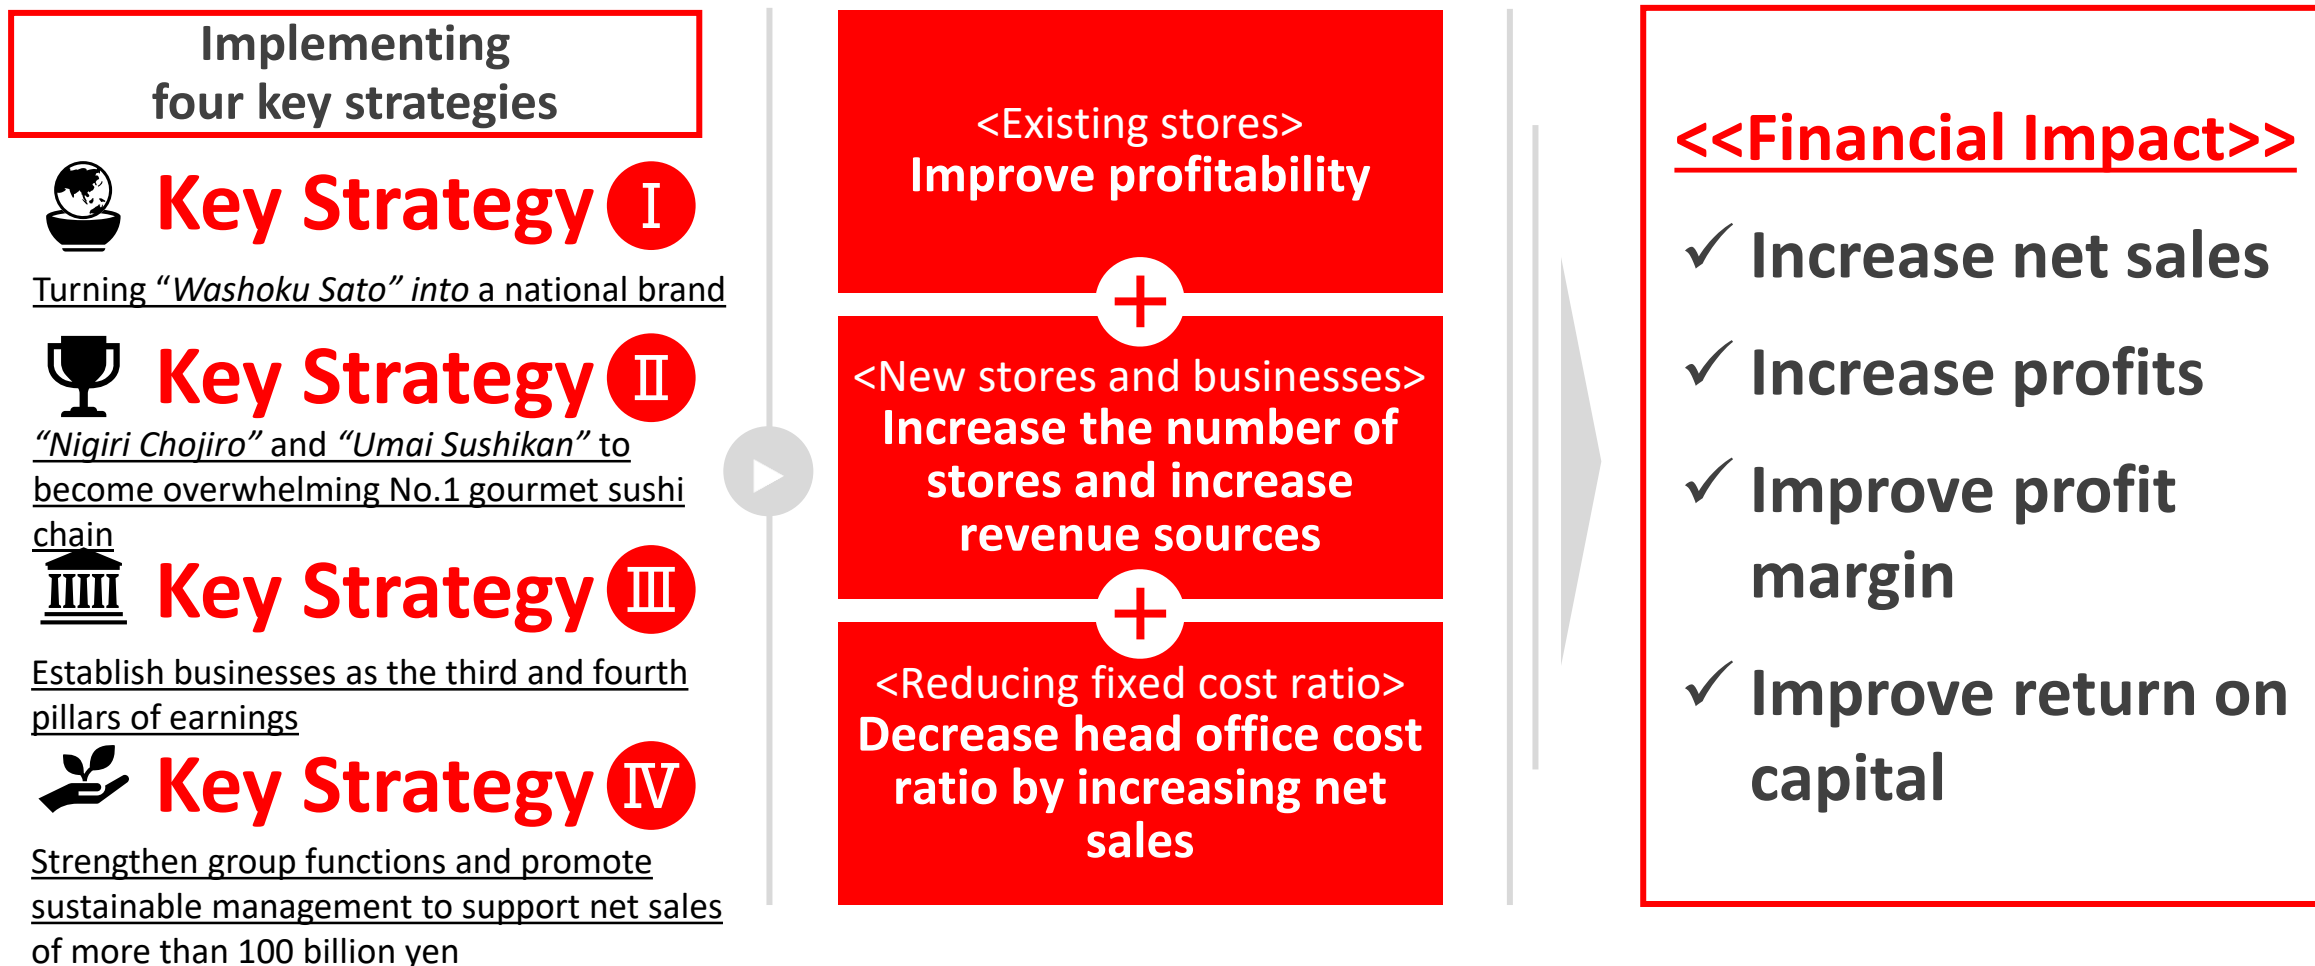 Implementing
four key strategies
Key Strategy Ⅰ
Turning “Washoku Sato” into a national brand
Key Strategy Ⅱ
“Nigiri Chojiro” and “Umai Sushikan” to
become overwhelming No.1 gourmet sushi
chain
Key Strategy Ⅲ
Establish businesses as the third and fourth
pillars of earnings
Key Strategy Ⅳ
Strengthen group functions and promote
sustainable management to support net sales
of more than 100 billion yen
<Existing stores>
Improve profitability
+
<New stores and businesses>
Increase the number of
stores and increase
revenue sources
+
<Reducing fixed cost ratio>
Decrease head office cost
ratio by increasing net
sales
<<Financial Impact>>
✓ Increase net sales
✓ Increase profits
✓ Improve profit
margin
✓ Improve return on
capital